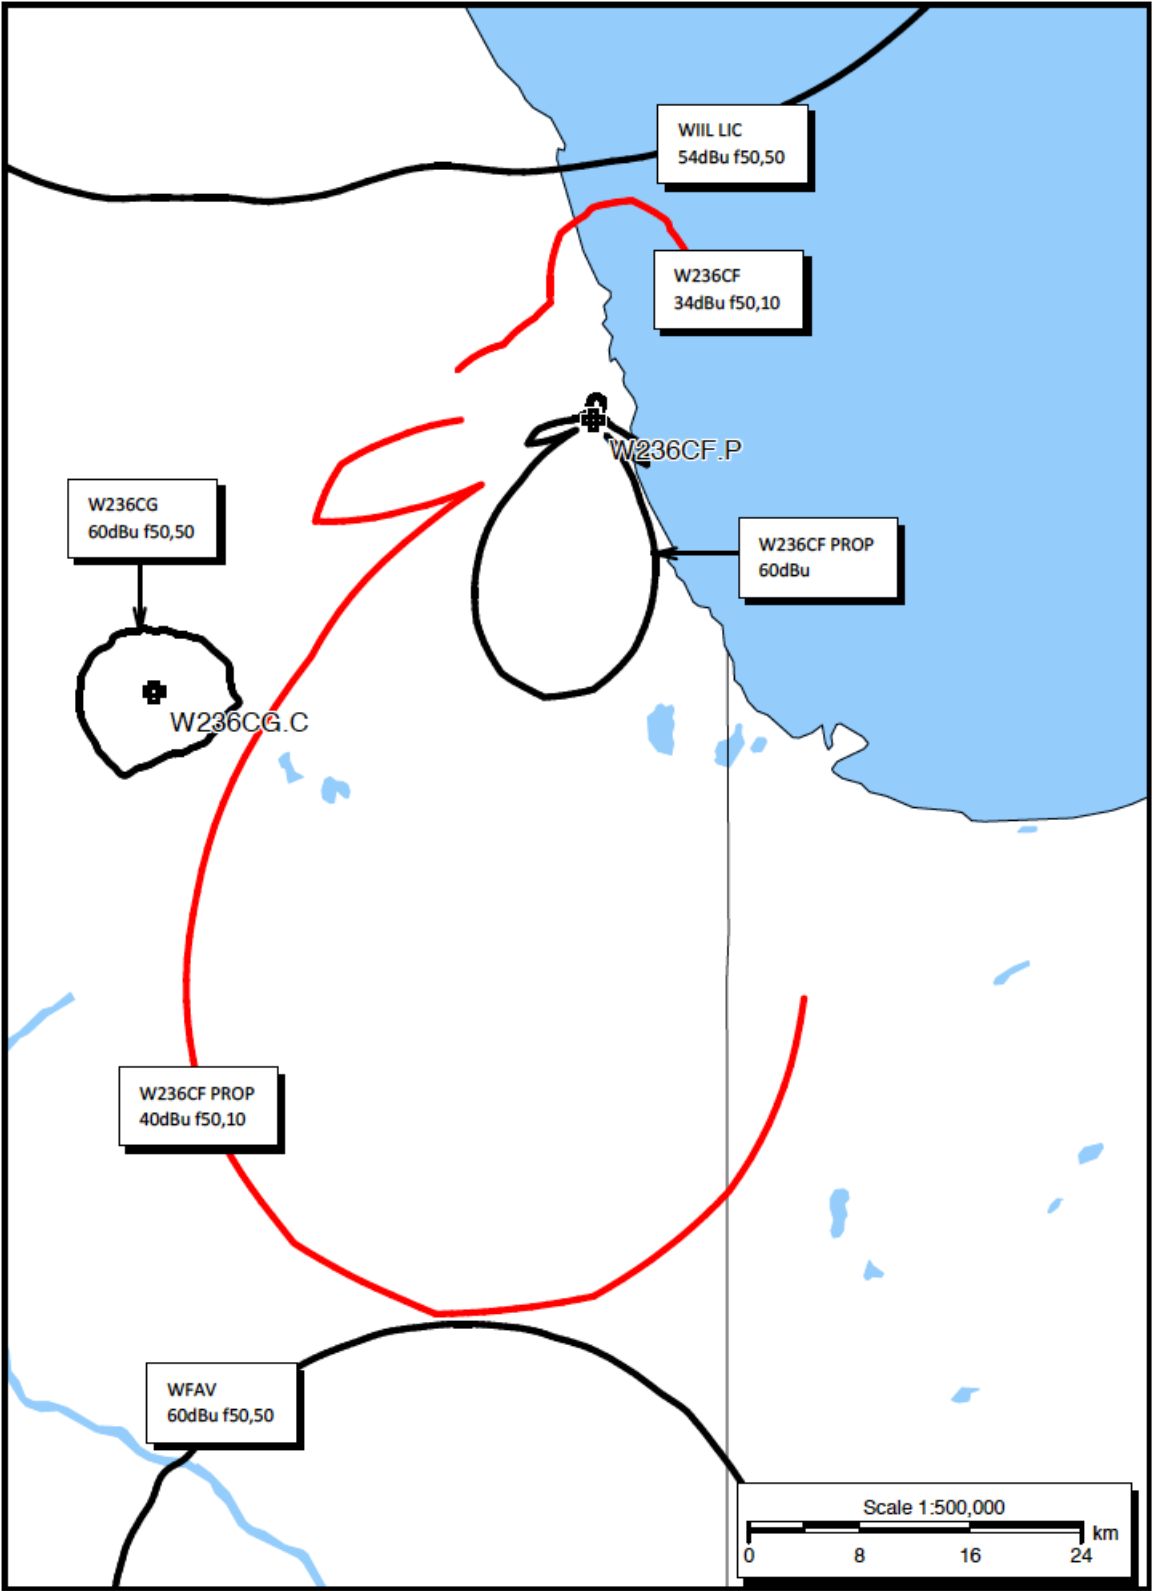 WIIL LIC
54dBu f50,50
W236CF
34dBu f50,10
W236CF.P
W236CG
60dBu f50,50
W236CF PROP
60dBu
W236CG.C
W236CF PROP
40dBu f50,10
WFAV
60dBu f50,50
Scale 1:500,000
km
0 8 16 24